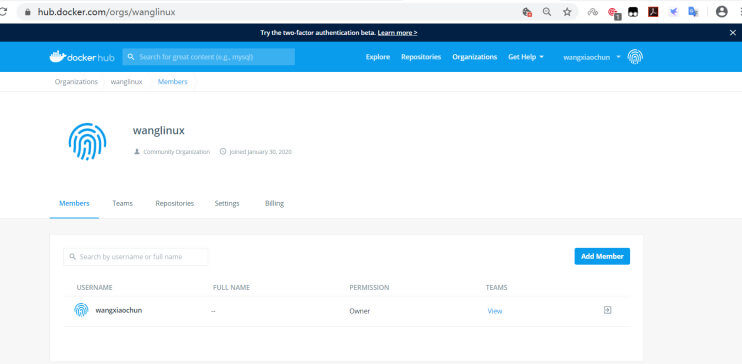 hub.docker.com/orgs/wanglinux
1
Try the two-factor authentication beta. Learn more >
docker hub Search for great content (e.g., mysql) Explore Repositories Organizations Get Help wangxiaochun
Organizations wanglinux Members
wanglinux
Community Organization Joined January 30, 2020
Members Teams Repositories Settings Billing
Search by username or full name Add Member
USERNAME FULL NAME PERMISSION TEAMS
wangxiaochun -- Owner View